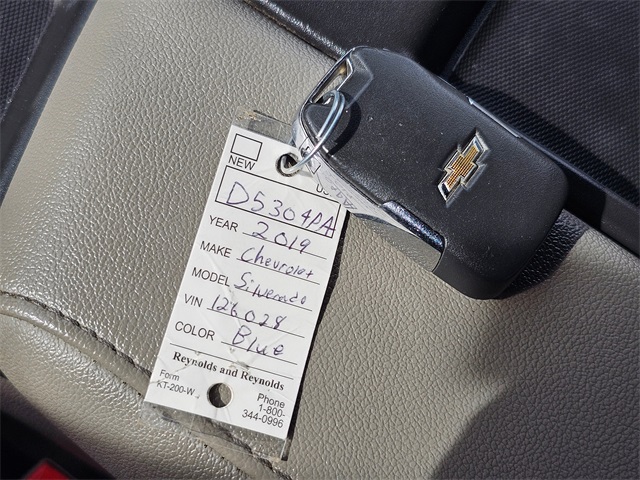 NEW
D5304PA
YEAR 2019
MAKE Chevrolet
MODEL Silverado
VIN 126028
COLOR Blue
Reynolds and Reynolds
Form
KT-200-W
Phone
1-800-
344-0996